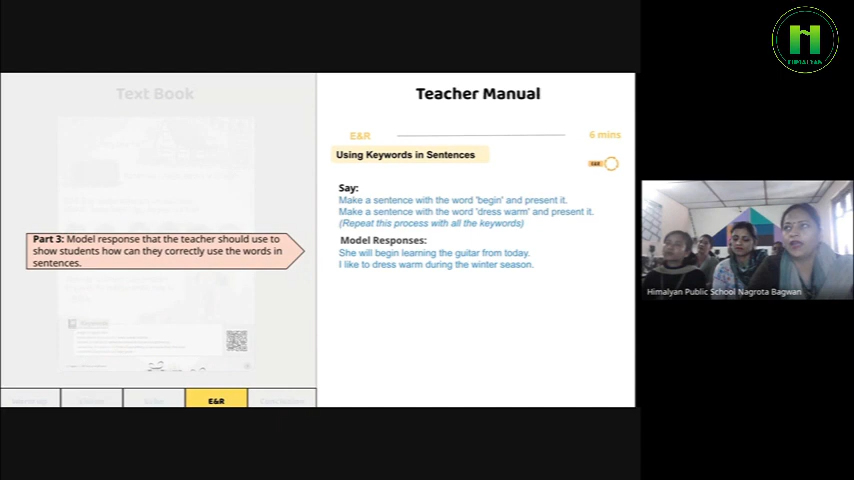 HIMALYAN
Text Book
Teacher Manual
E&R
6 mins
Using Keywords in Sentences
E&R
Say:
Make a sentence with the word 'begin' and present it.
Make a sentence with the word 'dress warm' and present it.
(Repeat this process with all the keywords)
Model Responses:
She will begin learning the guitar from today.
I like to dress warm during the winter season.
Part 3: Model response that the teacher should use to
show students how can they correctly use the words in
sentences.
Warm up
E&R
Conclusion
Himalyan Public School Nagrota Bagwan